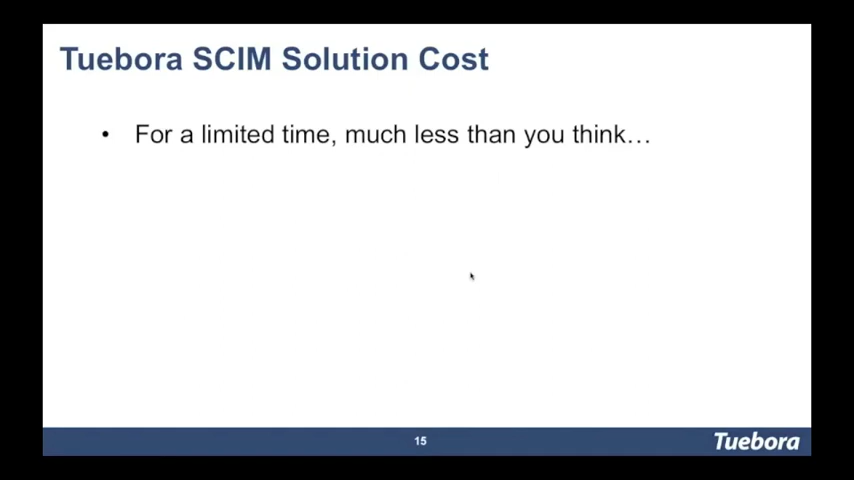 Tuebora SCIM Solution Cost
• For a limited time, much less than you think…
15
Tuebora